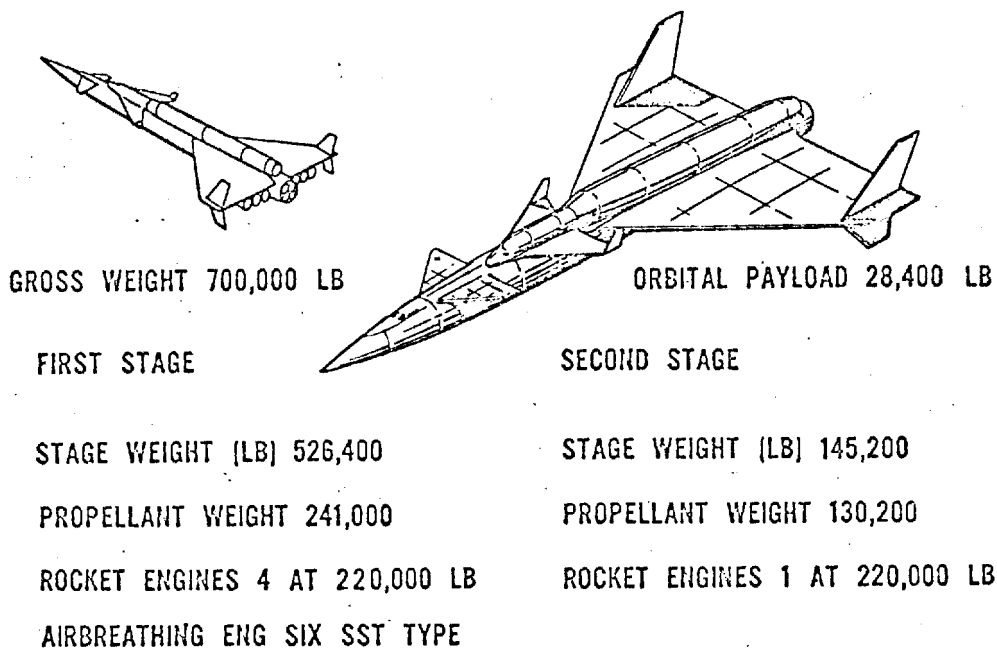 GROSS WEIGHT 700,000 LB
ORBITAL PAYLOAD 28,400 LB
FIRST STAGE
STAGE WEIGHT (LB) 526,400
PROPELLANT WEIGHT 241,000
ROCKET ENGINES 4 AT 220,000 LB
AIRBREATHING ENG SIX SST TYPE
SECOND STAGE
STAGE WEIGHT (LB) 145,200
PROPELLANT WEIGHT 130,200
ROCKET ENGINES 1 AT 220,000 LB